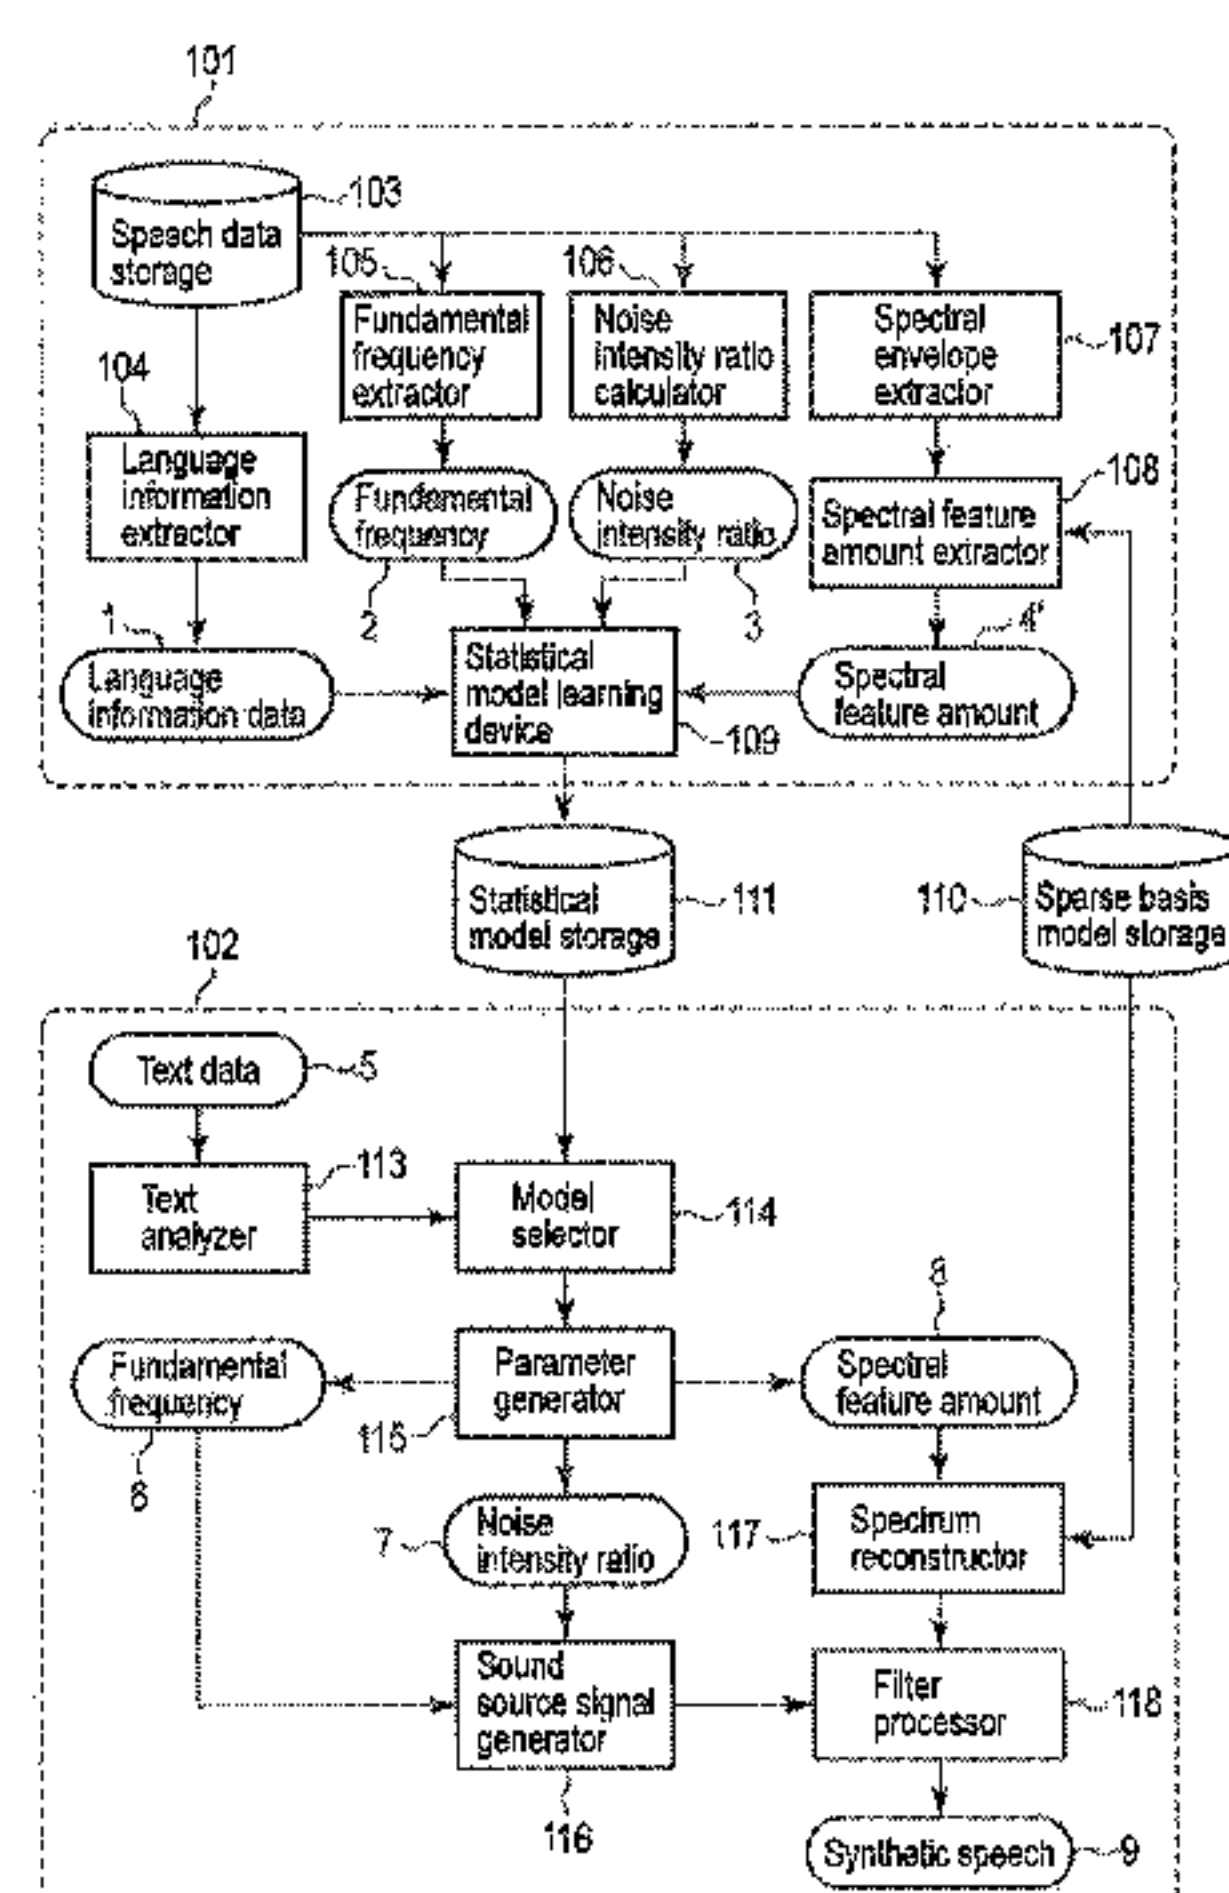 101
103
Speech data
storage
105
106
Fundamental
frequency
extractor
Noise
intensity ratio
calculator
Spectral
envelope
extractor
107
104
Language
information
extractor
Fundamental
frequency
2
Noise
intensity ratio
3
108
Spectral feature
amount extractor
1
Language
information data
Statistical
model learning
device
109
4'
Spectral
feature amount
Statistical
model storage
111
110
Sparse basis
model storage
102
Text data
5
113
Text
analyzer
Model
selector
114
Fundamental
frequency
6
Parameter
generator
115
8
Spectral
feature amount
7
Noise
intensity ratio
117
Spectrum
reconstructor
Sound
source signal
generator
116
Filter
processor
118
Synthetic speech
9